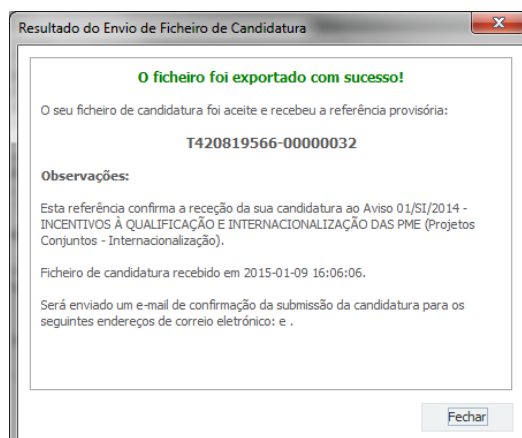 Resultado do Envio de Ficheiro de Candidatura
x
O ficheiro foi exportado com sucesso!
O seu ficheiro de candidatura foi aceite e recebeu a referência provisória:
T420819566-00000032
Observações:
Esta referência confirma a receção da sua candidatura ao Aviso 01/SI/2014 -
INCENTIVOS À QUALIFICAÇÃO E INTERNACIONALIZAÇÃO DAS PME (Projetos
Conjuntos - Internacionalização).
Ficheiro de candidatura recebido em 2015-01-09 16:06:06.
Será enviado um e-mail de confirmação da submissão da candidatura para os
seguintes endereços de correio eletrónico: e .
Fechar